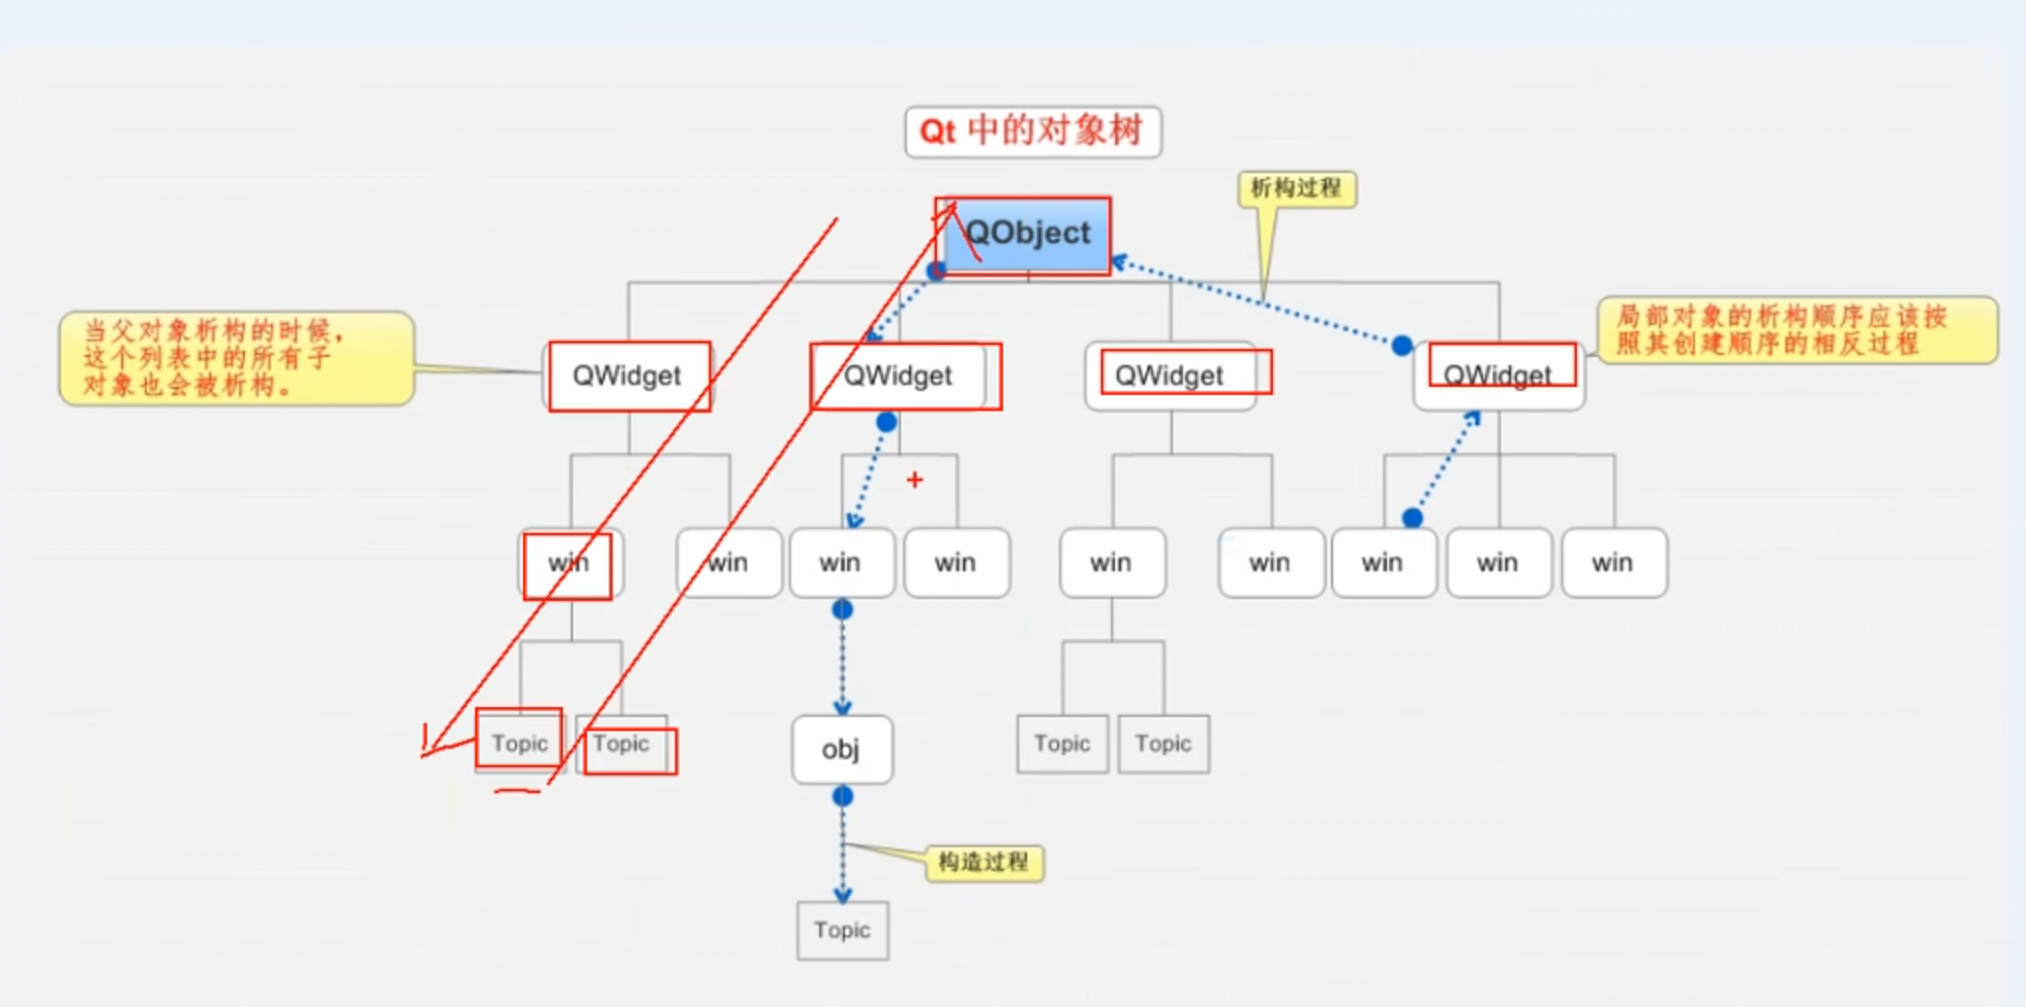 Qt 中的对象树
析构过程
QObject
当父对象析构的时候，
这个列表中的所有子
对象也会被析构。
局部对象的析构顺序应该按
照其创建顺序的相反过程
QWidget
QWidget
QWidget
QWidget
win
win
win
win
win
win
win
win
win
Topic
Topic
obj
Topic
Topic
构造过程
Topic